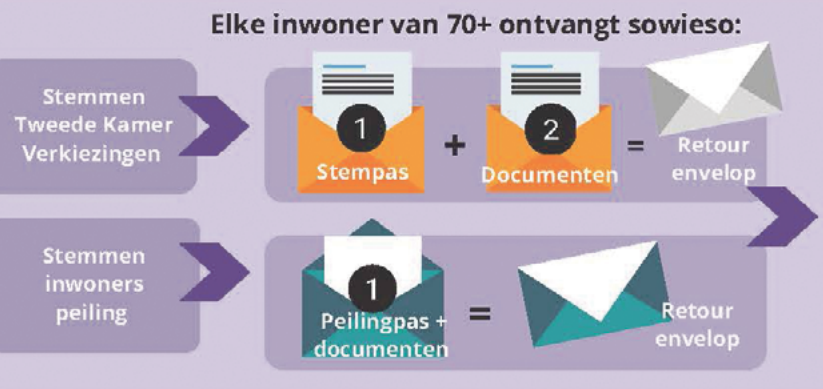 Elke inwoner van 70+ ontvangt sowieso:
Stemmen
Tweede Kamer
Verkiezingen
1
Stempas
+
2
Documenten
=
Retour
envelop
Stemmen
inwoners
peiling
1
Peilingpas +
documenten
=
Retour
envelop